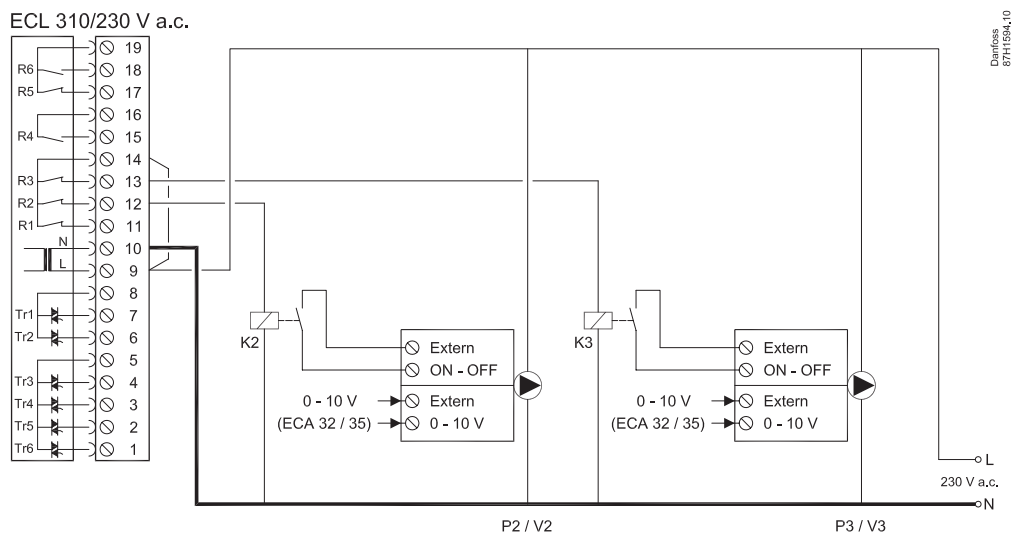 ECL 310/230 V a.c.
Danfoss
87H1594.10
19
R6 18
R5 17
16
R4 15
14
R3 13
R2 12
R1 11
N 10
L 9
8
Tr1 7
Tr2 6
5
Tr3 4
Tr4 3
Tr5 2
Tr6 1
K2
Extern
ON - OFF
0 - 10 V Extern
(ECA 32 / 35) 0 - 10 V
K3
Extern
ON - OFF
0 - 10 V Extern
(ECA 32 / 35) 0 - 10 V
L
230 V a.c.
N
P2 / V2
P3 / V3